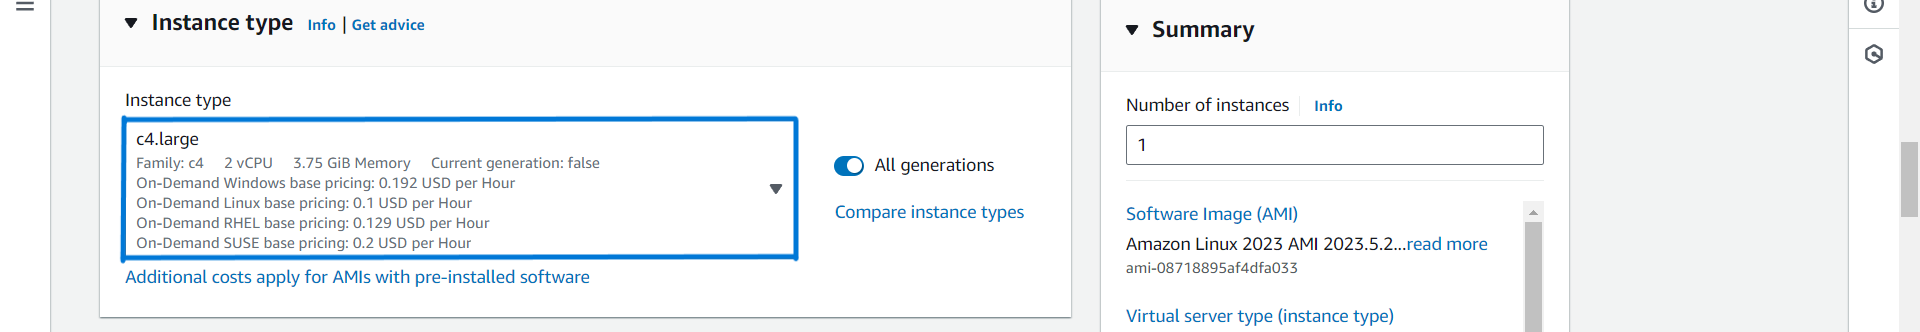 Instance type Info | Get advice
Instance type
c4.large
Family: c4 2 vCPU 3.75 GiB Memory Current generation: false
On-Demand Windows base pricing: 0.192 USD per Hour
On-Demand Linux base pricing: 0.1 USD per Hour
On-Demand RHEL base pricing: 0.129 USD per Hour
On-Demand SUSE base pricing: 0.2 USD per Hour
Additional costs apply for AMIs with pre-installed software
All generations
Compare instance types
Summary
Number of instances Info
1
Software Image (AMI)
Amazon Linux 2023 AMI 2023.5.2...read more
ami-08718895af4dfa033
Virtual server type (instance type)